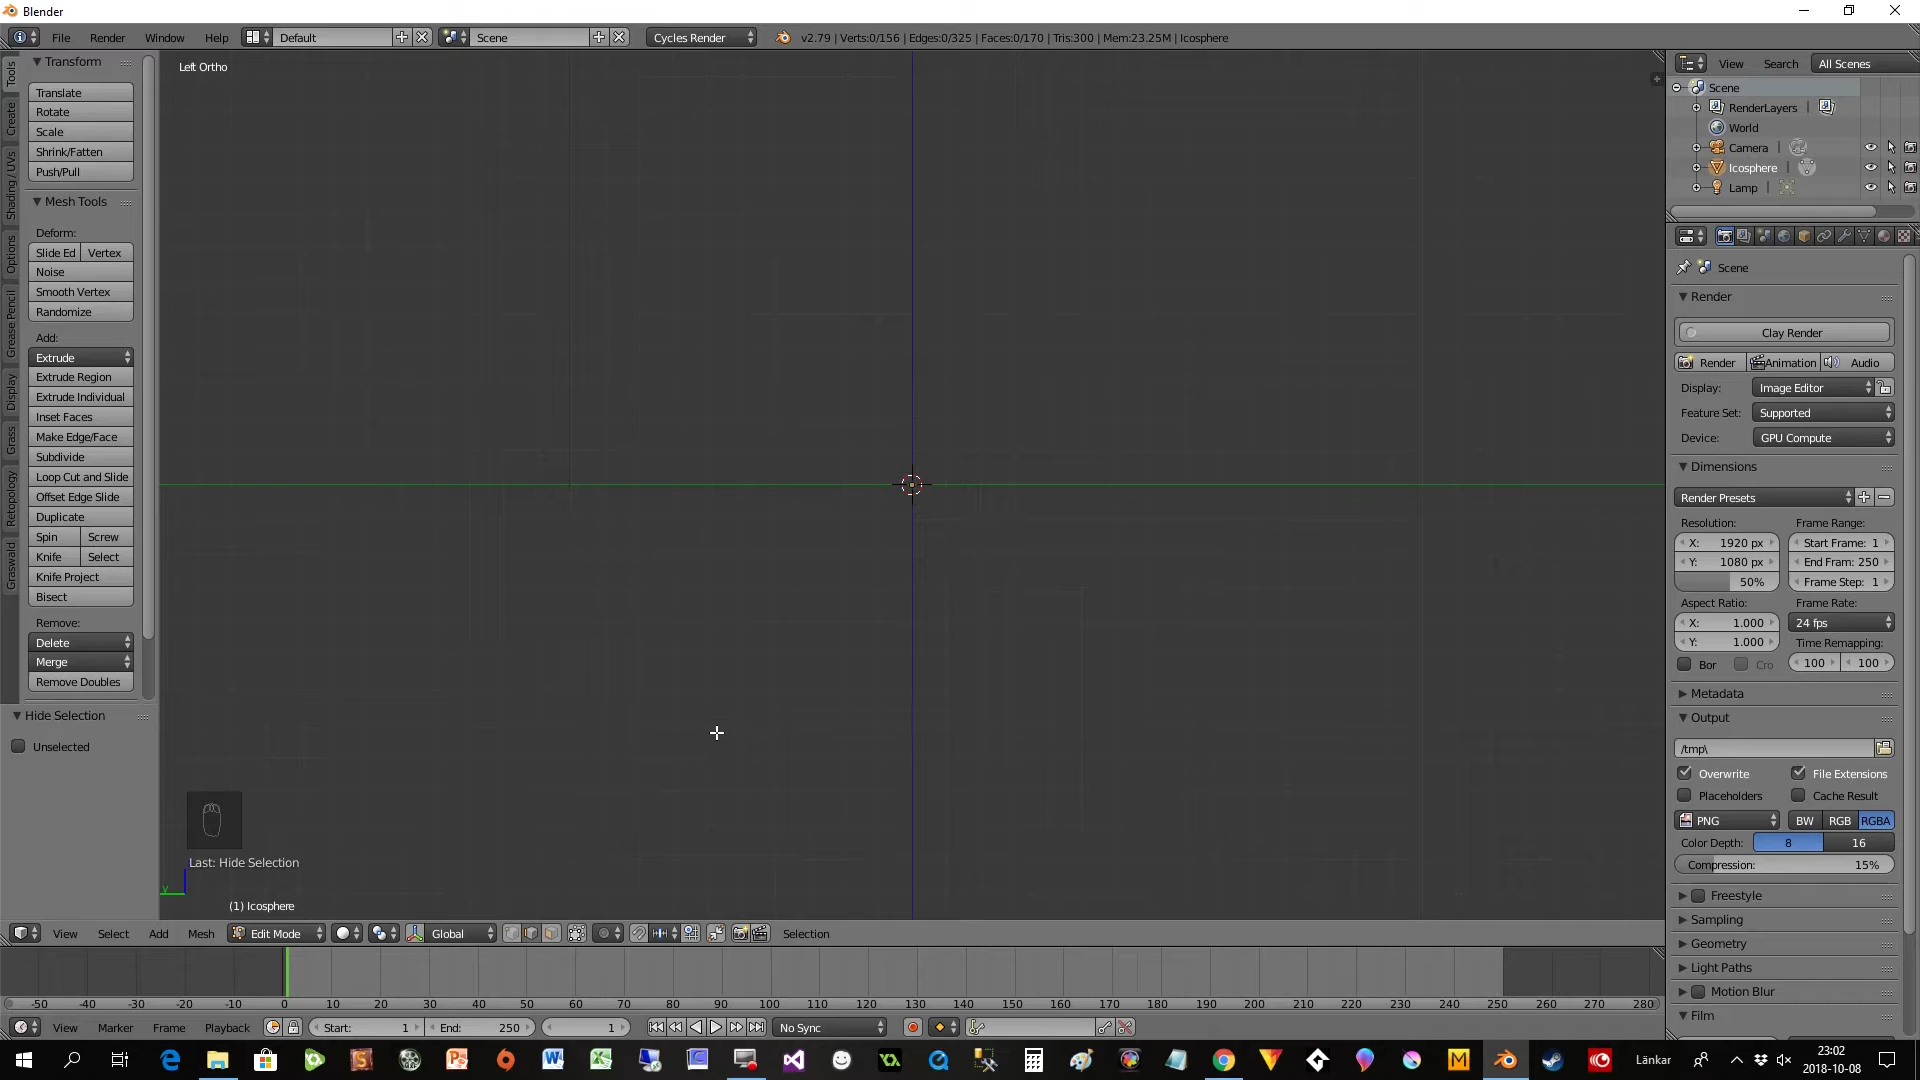 Blender
File Render Window Help Default Scene Cycles Render v2.79 | Verts:0/156 | Edges:0/325 | Faces:0/170 | Tris:300 | Mem:23.25M | Icosphere
Tools
Create
Shading / UVs
Options
Grease Pencil
Display
Grass
Retopology
Graswald
Transform
Translate
Rotate
Scale
Shrink/Fatten
Push/Pull
Mesh Tools
Deform:
Slide Ed Vertex
Noise
Smooth Vertex
Randomize
Add:
Extrude
Extrude Region
Extrude Individual
Inset Faces
Make Edge/Face
Subdivide
Loop Cut and Slide
Offset Edge Slide
Duplicate
Spin Screw
Knife Select
Knife Project
Bisect
Remove:
Delete
Merge
Remove Doubles
Hide Selection
Unselected
Left Ortho
Last: Hide Selection
y
(1) Icosphere
View Select Add Mesh Edit Mode Global Selection
-50 -40 -30 -20 -10 0 10 20 30 40 50 60 70 80 90 100 110 120 130 140 150 160 170 180 190 200 210 220 230 240 250 260 270 280
View Marker Frame Playback Start: 1 End: 250 1 No Sync
View Search All Scenes
Scene
RenderLayers
World
Camera
Icosphere
Lamp
Scene
Render
Clay Render
Render Animation Audio
Display: Image Editor
Feature Set: Supported
Device: GPU Compute
Dimensions
Render Presets
Resolution: Frame Range:
X: 1920 px Start Frame: 1
Y: 1080 px End Fram: 250
50% Frame Step: 1
Aspect Ratio: Frame Rate:
X: 1.000 24 fps
Y: 1.000 Time Remapping:
Bor Cro 100 100
Metadata
Output
/tmp\
Overwrite File Extensions
Placeholders Cache Result
PNG BW RGB RGBA
Color Depth: 8 16
Compression: 15%
Freestyle
Sampling
Geometry
Light Paths
Motion Blur
Film
Länkar 23:02
2018-10-08